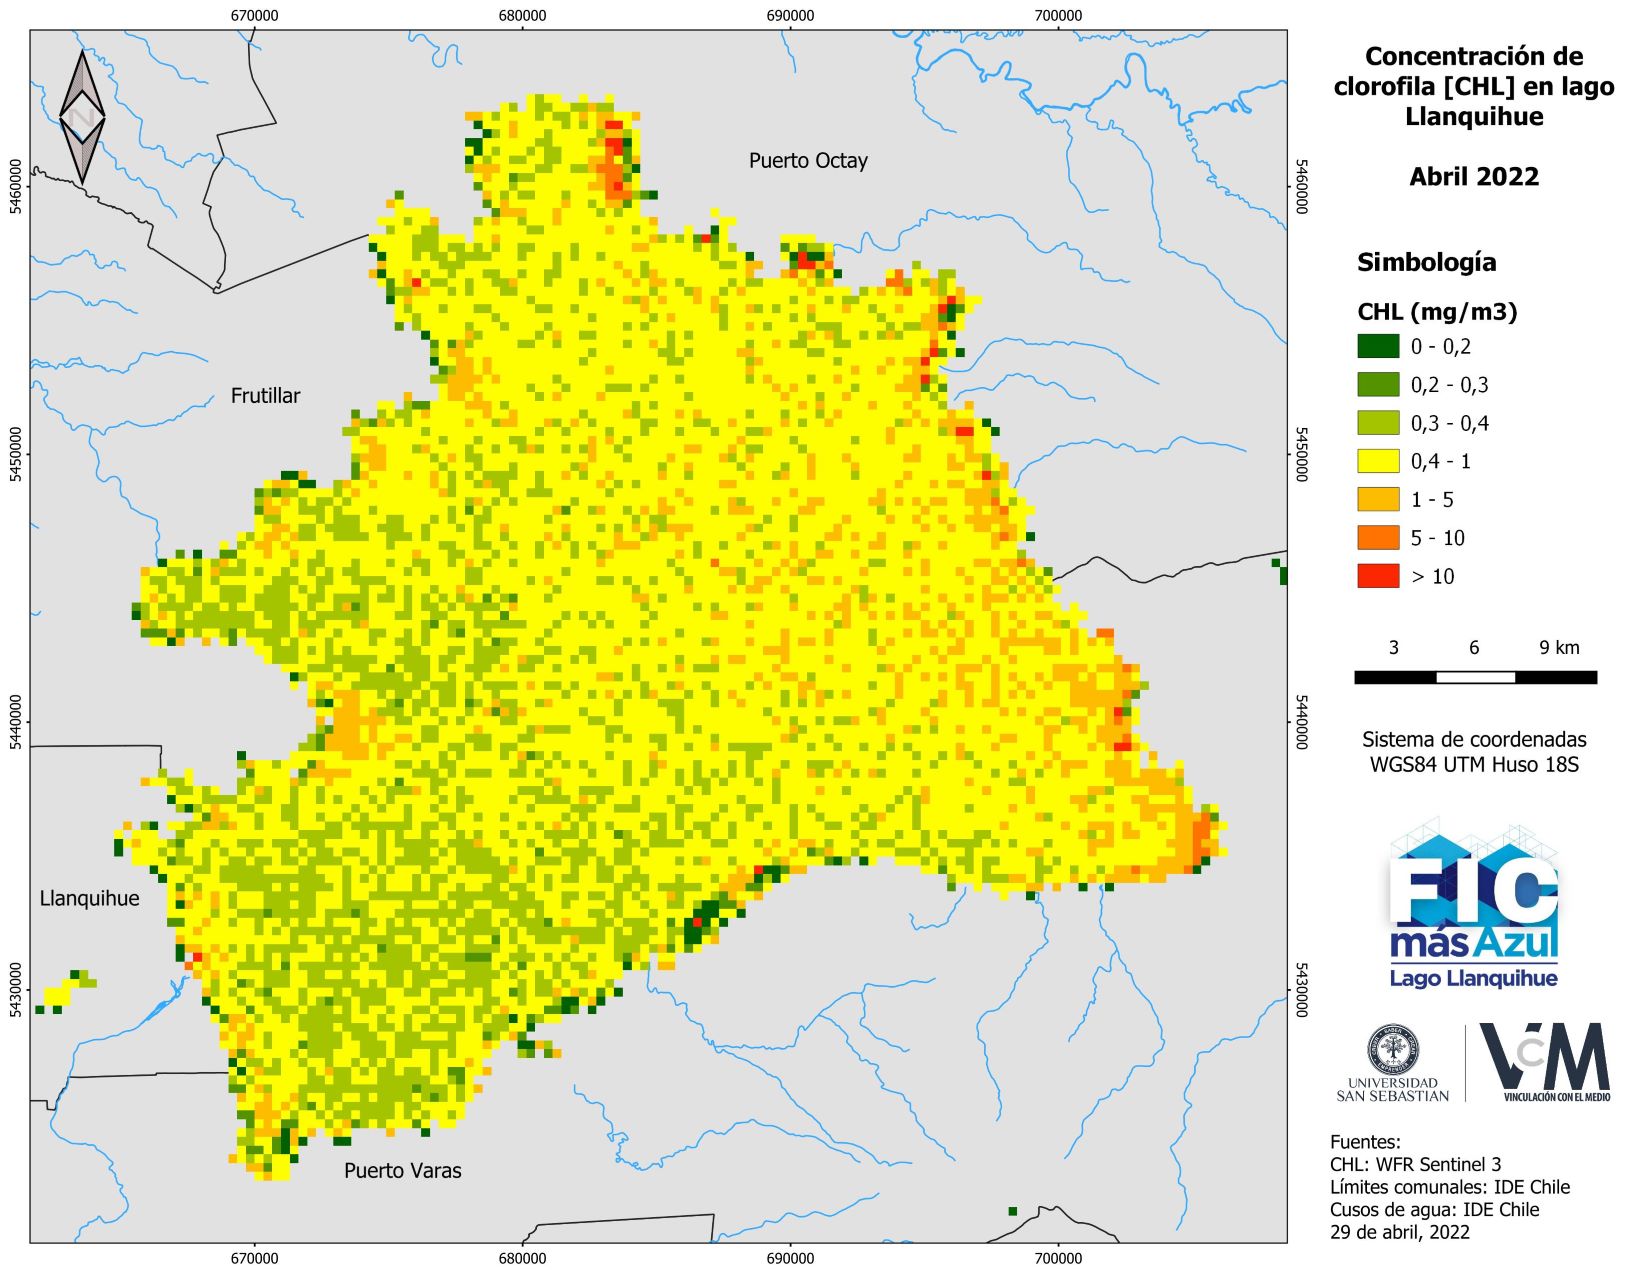 670000
680000
690000
700000
Concentración de
clorofila [CHL] en lago
Llanquihue
Abril 2022
N
5460000
5450000
5440000
5430000
Puerto Octay
Frutillar
Llanquihue
Puerto Varas
5460000
5450000
5440000
5430000
670000
680000
690000
700000
Simbología
CHL (mg/m3)
0 - 0,2
0,2 - 0,3
0,3 - 0,4
0,4 - 1
1 - 5
5 - 10
> 10
3 6 9 km
Sistema de coordenadas
WGS84 UTM Huso 18S
FIC
másAzul
Lago Llanquihue
UNIVERSIDAD
SAN SEBASTIAN
VCM
VINCULACIÓN CON EL MEDIO
Fuentes:
CHL: WFR Sentinel 3
Límites comunales: IDE Chile
Cusos de agua: IDE Chile
29 de abril, 2022